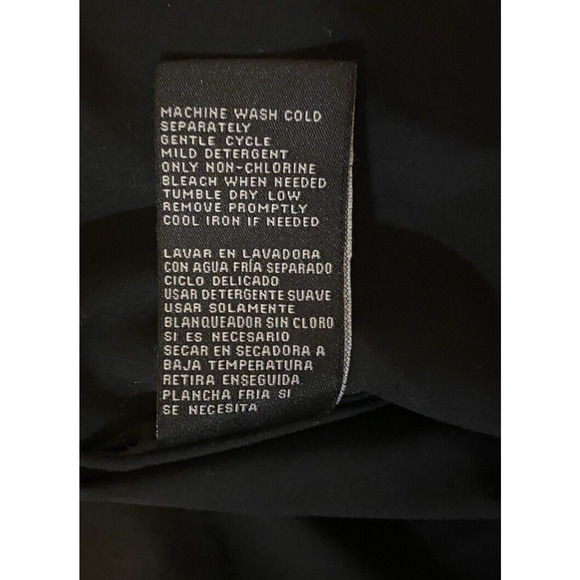 MACHINE WASH COLD
SEPARATELY
GENTLE CYCLE
MILD DETERGENT
ONLY NON-CHLORINE
BLEACH WHEN NEEDED
TUMBLE DRY LOW
REMOVE PROMPTLY
COOL IRON IF NEEDED
LAVAR EN LAVADORA
CON AGUA FRÍA SEPARADO
CICLO DELICADO
USAR DETERGENTE SUAVE
USAR SOLAMENTE
BLANQUEADOR SIN CLORO
SI ES NECESARIO
SECAR EN SECADORA A
BAJA TEMPERATURA
RETIRA ENSEGUIDA
PLANCHA FRIA SI
SE NECESITA